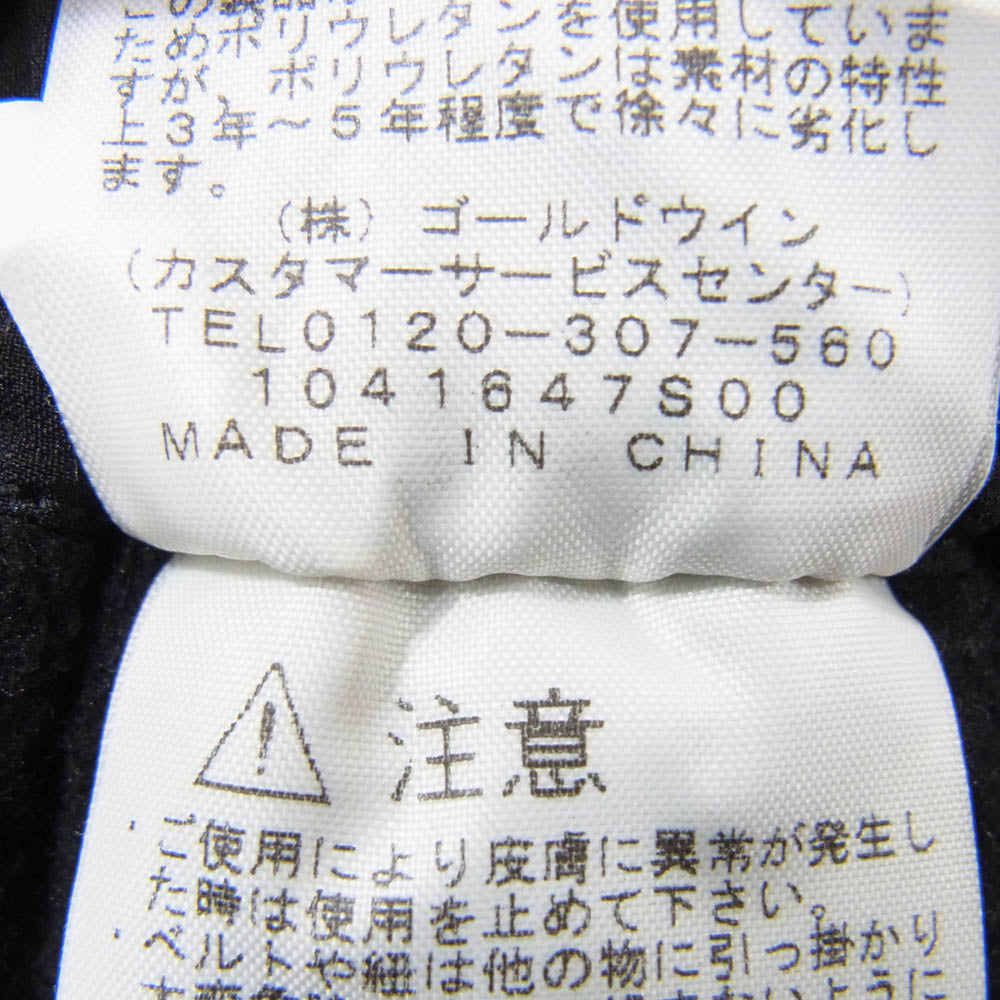 ポリウレタンを使用していま
すが、ポリウレタンは素材の特性
上3年〜5年程度で徐々に劣化し
ます。
(株)ゴールドウイン
(カスタマーサービスセンター)
TEL0120-307-560
1041647S00
MADE IN CHINA
注意
・ご使用により皮膚に異常が発生し
た時は使用を止めて下さい。
・ベルトや紐は他の物に引っ掛かり